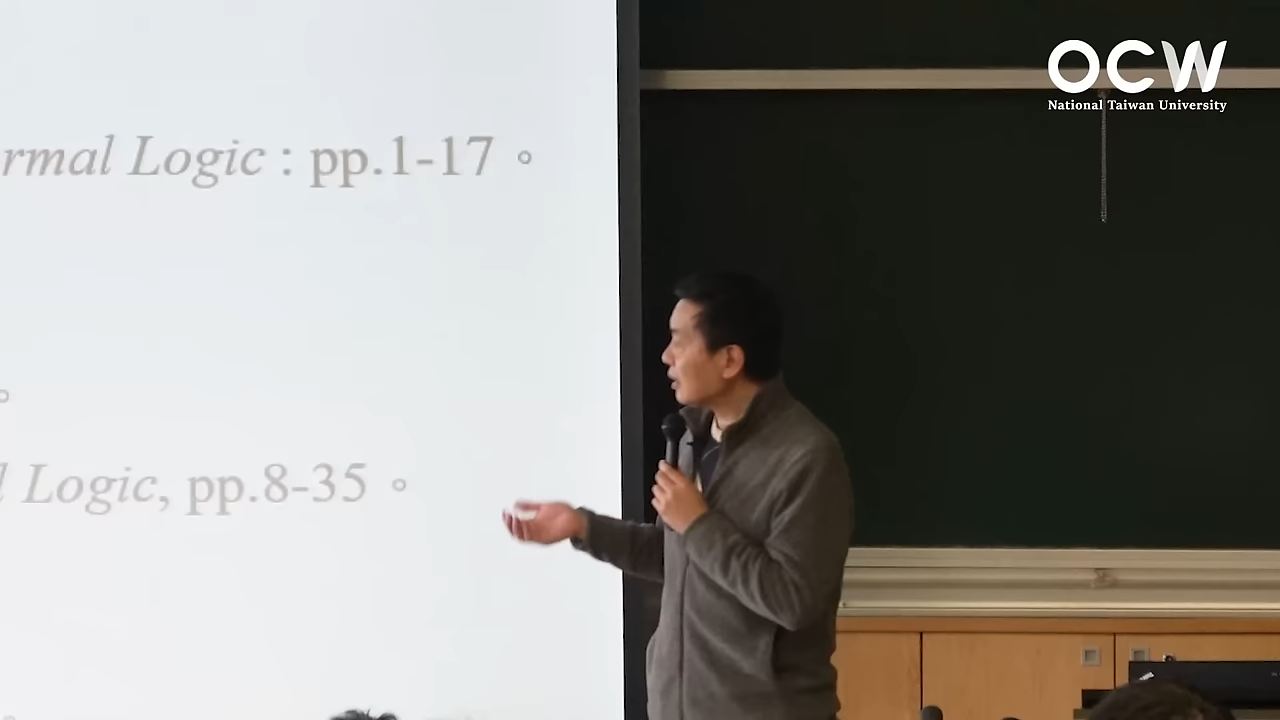 OCW
National Taiwan University
rmal Logic : pp.1-17。
。
l Logic, pp.8-35。